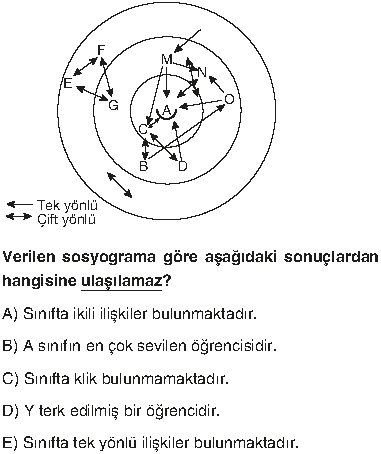 F
M
N
E
G
A
O
C
B
D
Tek yönlü
Çift yönlü
Verilen sosyograma göre aşağıdaki sonuçlardan
hangisine ulaşılamaz?
A) Sınıfta ikili ilişkiler bulunmaktadır.
B) A sınıfın en çok sevilen öğrencisidir.
C) Sınıfta klik bulunmamaktadır.
D) Y terk edilmiş bir öğrencidir.
E) Sınıfta tek yönlü ilişkiler bulunmaktadır.